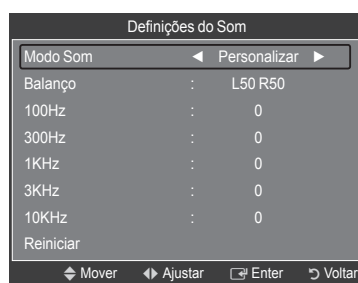 Definições do Som
Modo Som ◄ Personalizar ►
Balanço : L50 R50
100Hz : 0
300Hz : 0
1KHz : 0
3KHz : 0
10KHz : 0
Reiniciar
Mover Ajustar Enter Voltar